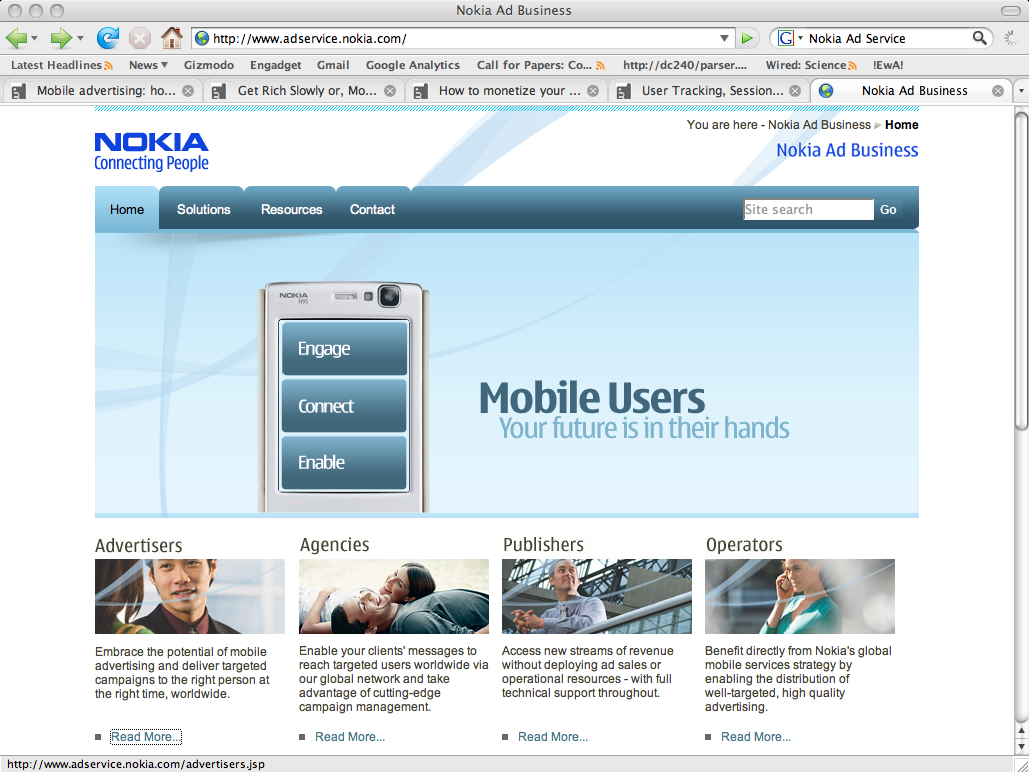 Nokia Ad Business
http://www.adservice.nokia.com/
G
Nokia Ad Service
Latest Headlines News Gizmodo Engadget Gmail Google Analytics Call for Papers: Co... http://dc240/parser.... Wired: Science !EwA!
Mobile advertising: ho... Get Rich Slowly or, Mo... How to monetize your ... User Tracking, Session... Nokia Ad Business
NOKIA
Connecting People
You are here - Nokia Ad Business Home
Nokia Ad Business
Home Solutions Resources Contact
Site search Go
NOKIA
N95
Engage
Connect
Enable
Mobile Users
Your future is in their hands
Advertisers
Embrace the potential of mobile
advertising and deliver targeted
campaigns to the right person at
the right time, worldwide.
Read More...
Agencies
Enable your clients' messages to
reach targeted users worldwide via
our global network and take
advantage of cutting-edge
campaign management.
Read More...
Publishers
Access new streams of revenue
without deploying ad sales or
operational resources - with full
technical support throughout.
Read More...
Operators
Benefit directly from Nokia's global
mobile services strategy by
enabling the distribution of
well-targeted, high quality
advertising.
Read More...
http://www.adservice.nokia.com/advertisers.jsp